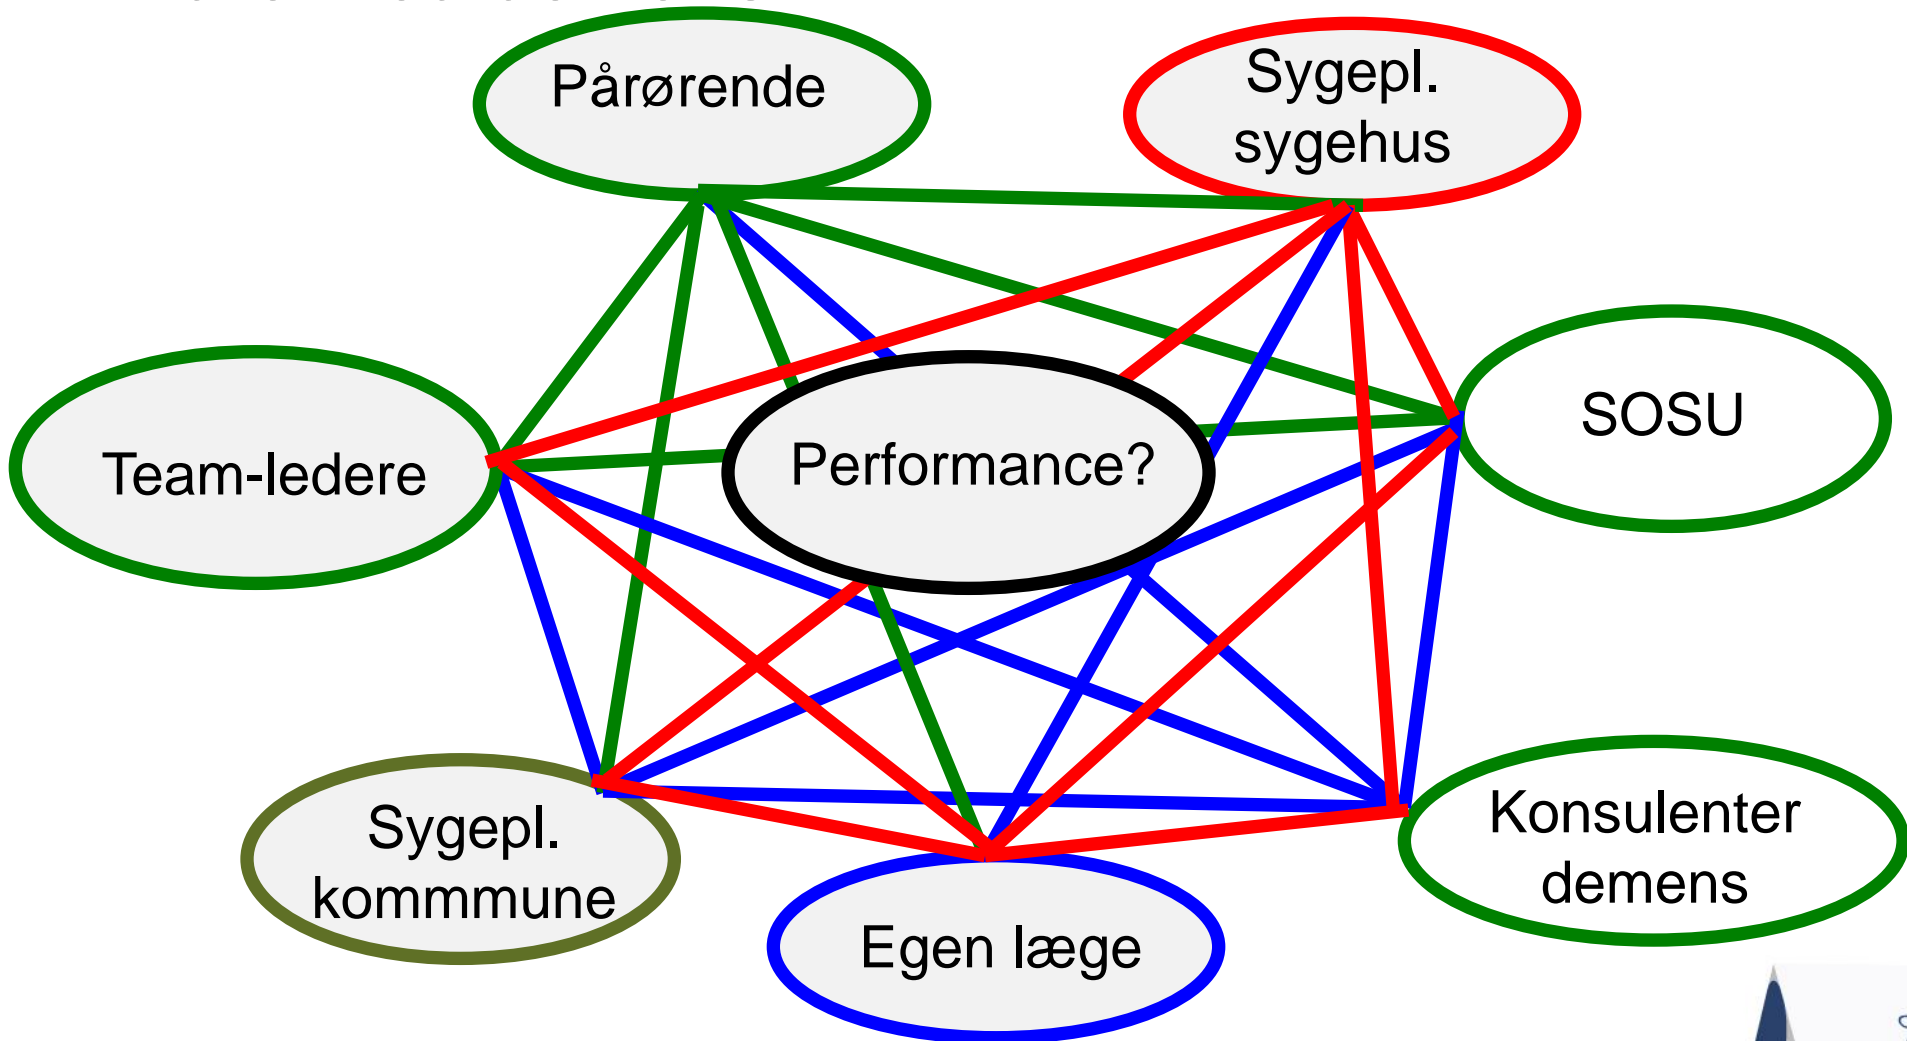 Pårørende
Sygepl.
sygehus
Team-ledere
Performance?
SOSU
Sygepl.
kommmune
Egen læge
Konsulenter
demens